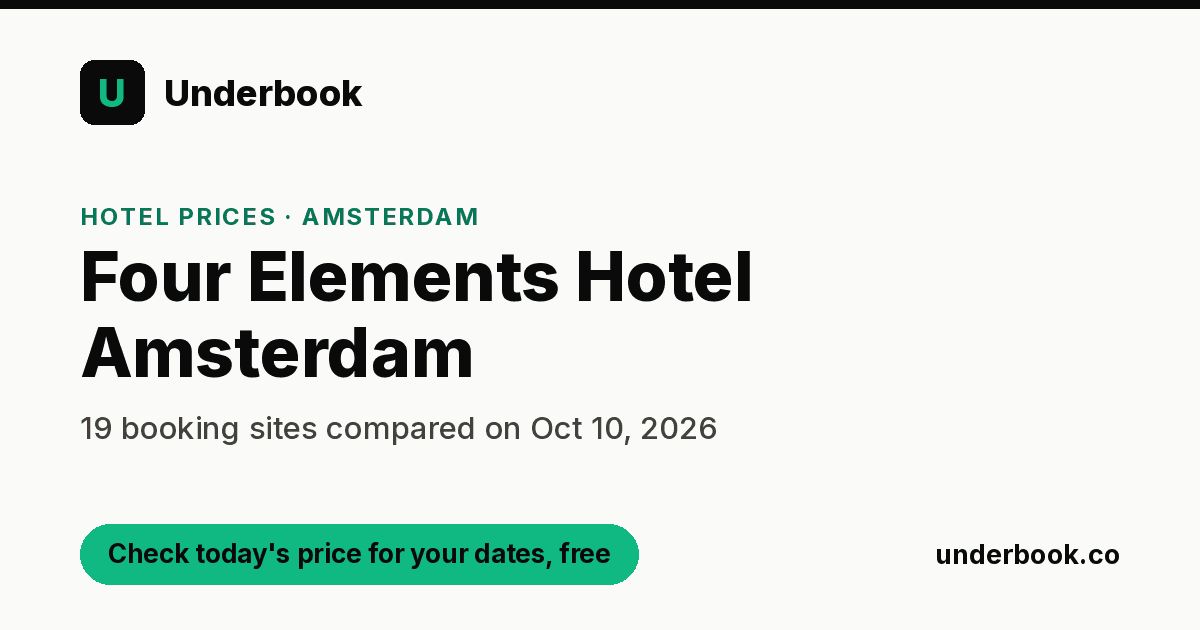 U Underbook
HOTEL PRICES · AMSTERDAM
Four Elements Hotel
Amsterdam
19 booking sites compared on Oct 10, 2026
Check today's price for your dates, free
underbook.co